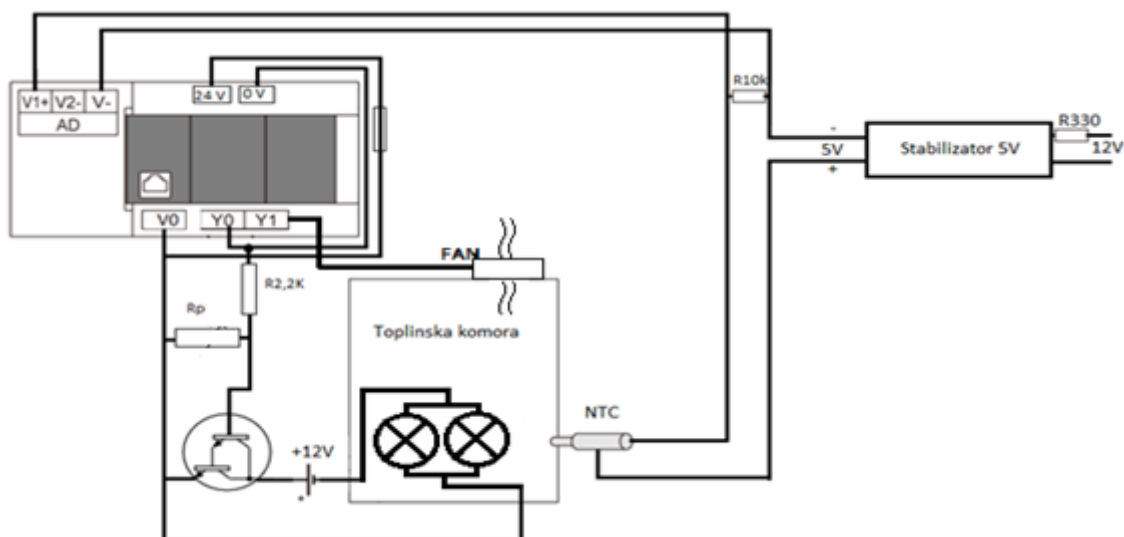 24 V 0 V
V1+ V2- V-
AD
V0 Y0 Y1
R10k
R330
-
5V
+
Stabilizator 5V
12V
FAN
R2,2K
Rp
Toplinska komora
NTC
+12V
+